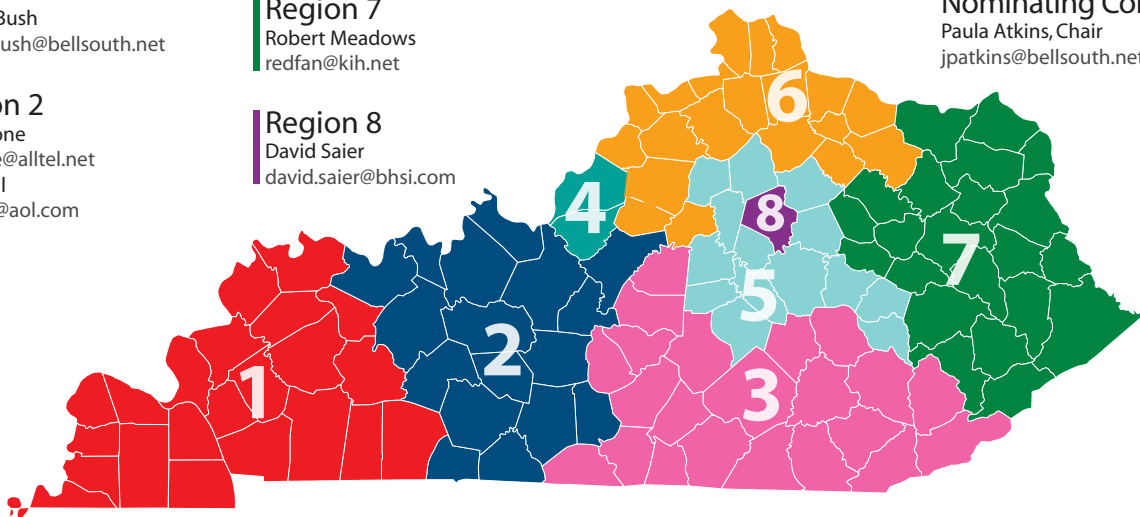 Bush
ush@bellsouth.net
on 2
one
e@alltel.net
l
@aol.com
Region 7
Robert Meadows
redfan@kih.net
Region 8
David Saier
david.saier@bhsi.com
Paula Atkins, Chair
jpatkins@bellsouth.net
1
2
3
4
5
6
7
8